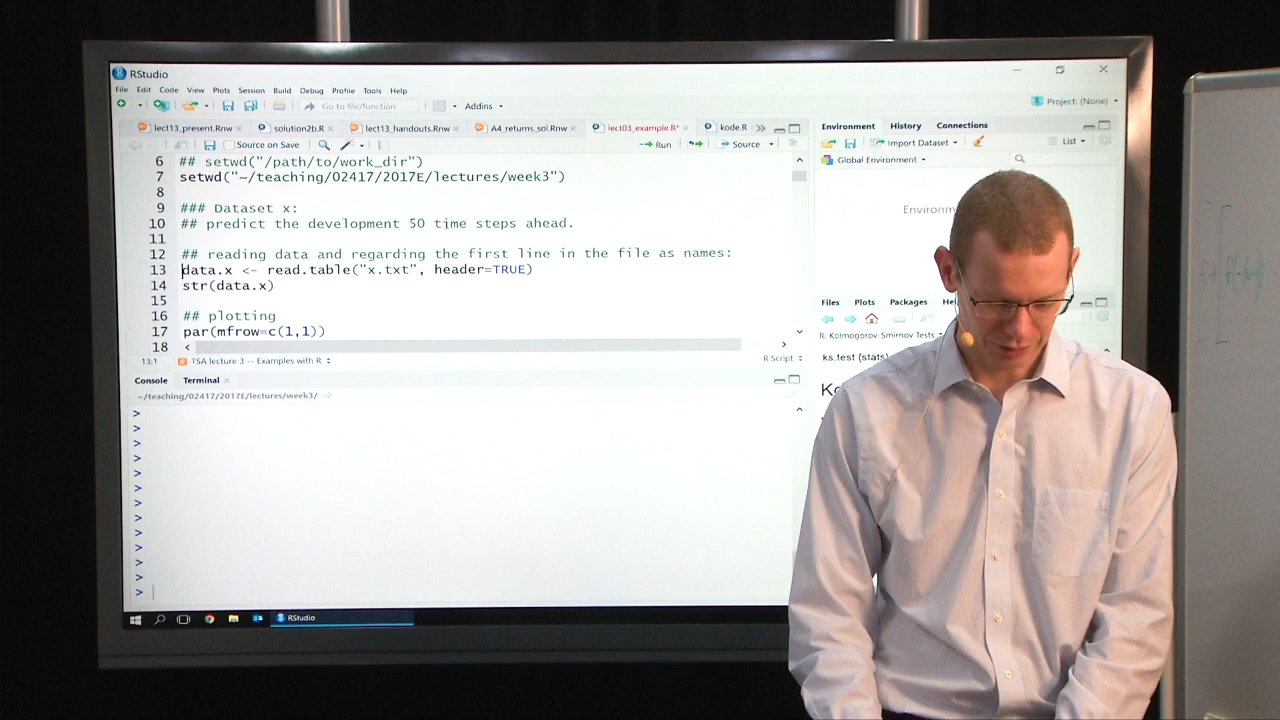 RStudio
File Edit Code View Plots Session Build Debug Profile Tools Help
Go to file/function Addins Project: (None)
lect13_present.Rnw solution2b.R lect13_handouts.Rnw A4_returns_sol.Rnw lect03_example.R* kode.R
Environment History Connections
Source on Save Run Source
Import Dataset List
Global Environment
6 ## setwd("/path/to/work_dir")
7 setwd("~/teaching/02417/2017E/lectures/week3")
8
9 ### Dataset x:
10 ## predict the development 50 time steps ahead.
11
12 ## reading data and regarding the first line in the file as names:
13 data.x <- read.table("x.txt", header=TRUE)
14 str(data.x)
15
16 ## plotting
17 par(mfrow=c(1,1))
18
13:1 TSA lecture 3 -- Examples with R R Script
Environm
Files Plots Packages Hel
R: Kolmogorov-Smirnov Tests
ks.test {stats}
Ko
Console Terminal
~/teaching/02417/2017E/lectures/week3/
>
>
>
>
>
>
>
>
>
>
>
>
>
RStudio